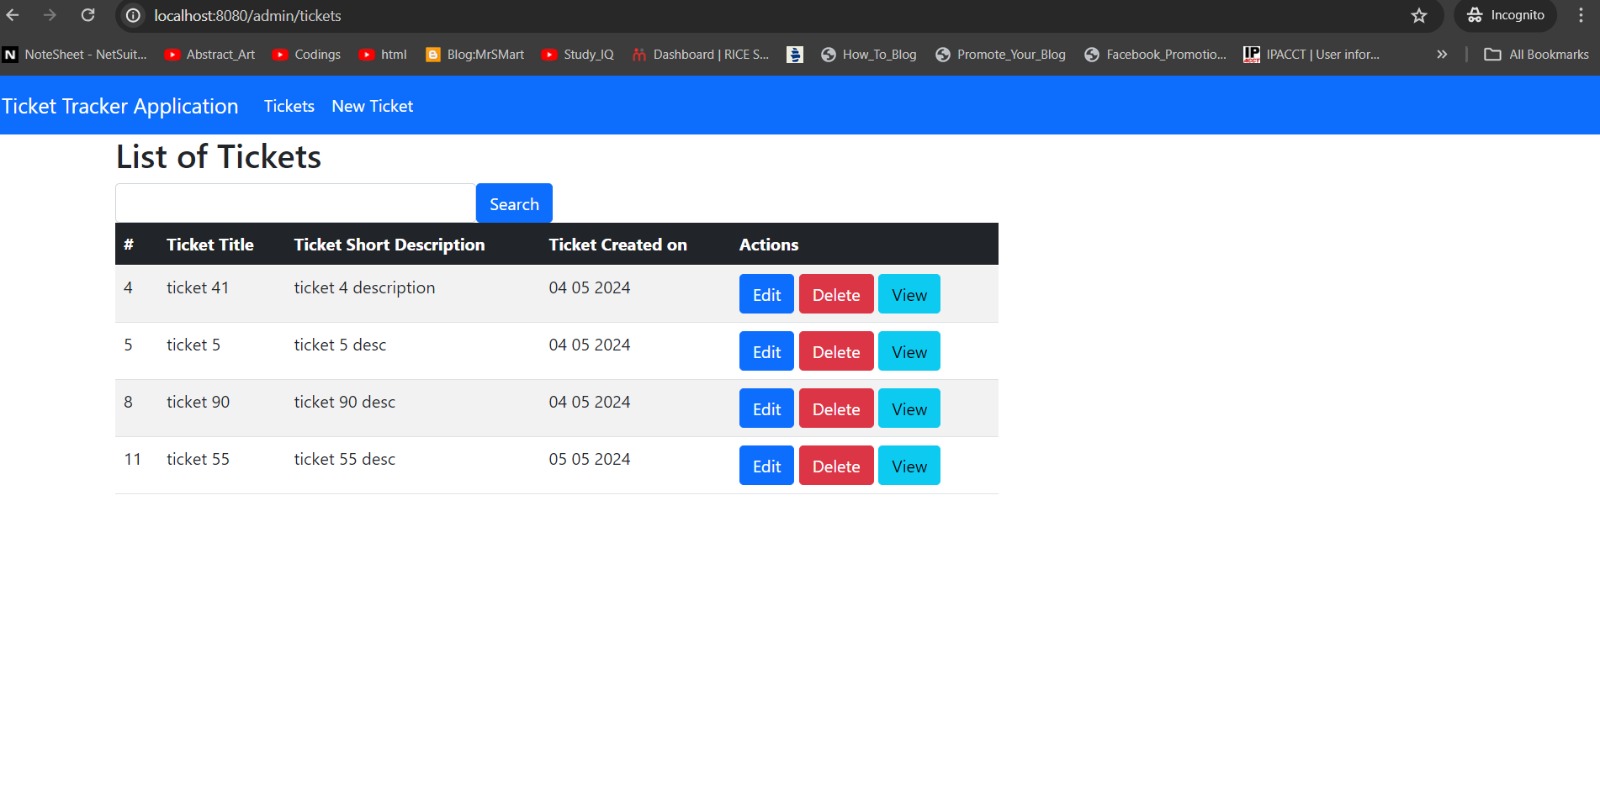 localhost:8080/admin/tickets Incognito
NoteSheet - NetSuit... Abstract_Art Codings html Blog:MrSMart Study_IQ Dashboard | RICE S... How_To_Blog Promote_Your_Blog Facebook_Promotio... IP IPACCT | User infor... » All Bookmarks
Ticket Tracker Application Tickets New Ticket
List of Tickets
Search
# Ticket Title Ticket Short Description Ticket Created on Actions
4 ticket 41 ticket 4 description 04 05 2024 Edit Delete View
5 ticket 5 ticket 5 desc 04 05 2024 Edit Delete View
8 ticket 90 ticket 90 desc 04 05 2024 Edit Delete View
11 ticket 55 ticket 55 desc 05 05 2024 Edit Delete View